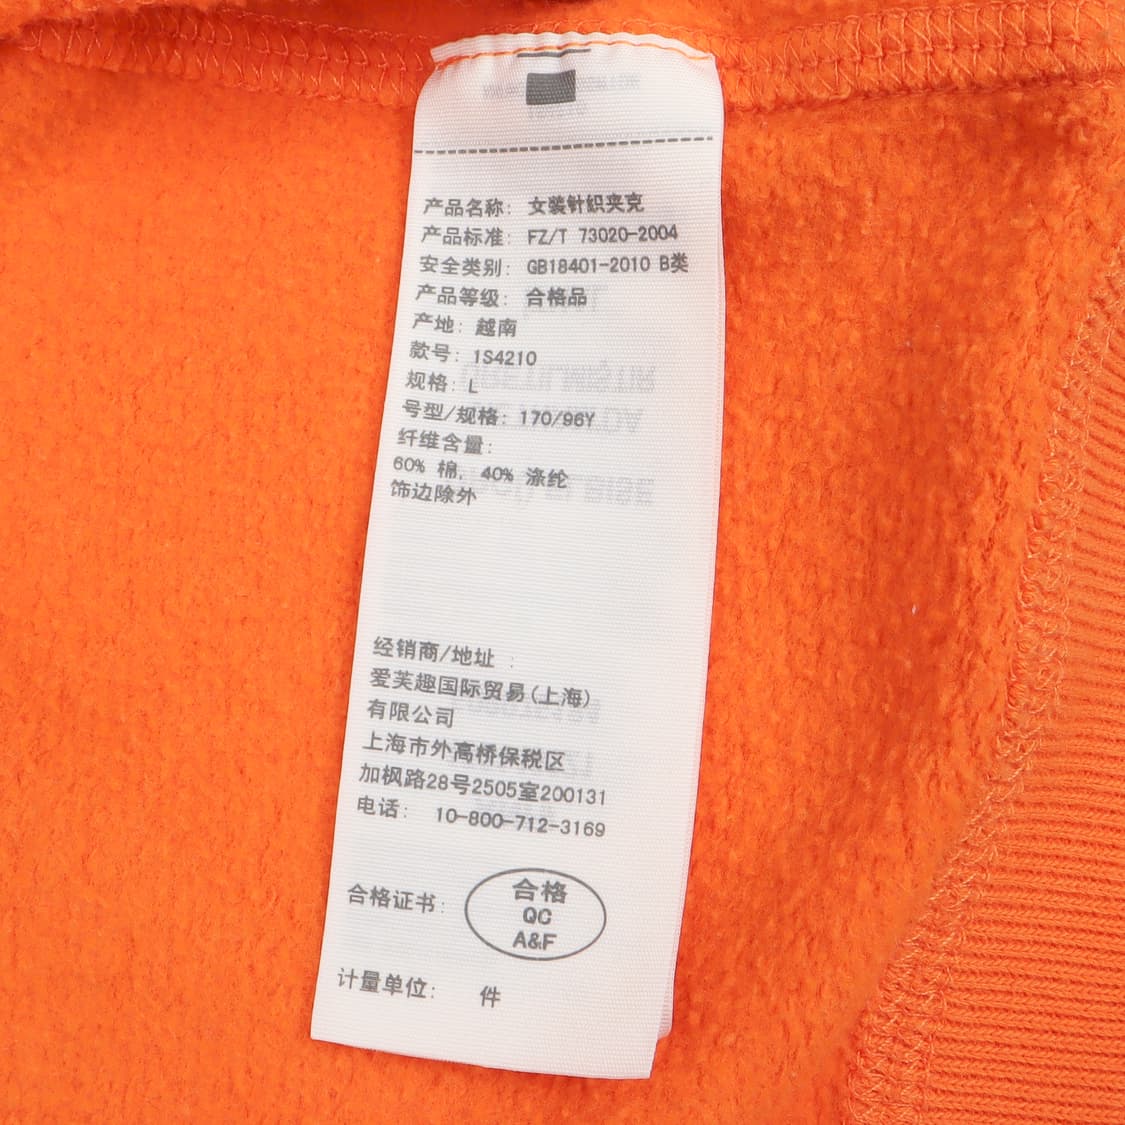 产品名称: 女装针织夹克
产品标准: FZ/T 73020-2004
安全类别: GB18401-2010 B类
产品等级: 合格品
产地: 越南
款号: 1S4210
规格: L
号型/规格: 170/96Y
纤维含量:
60% 棉, 40% 涤纶
饰边除外
经销商/地址 :
爱芙趣国际贸易(上海)
有限公司
上海市外高桥保税区
加枫路28号2505室200131
电话: 10-800-712-3169
合格证书: 合格
QC
A&F
计量单位: 件